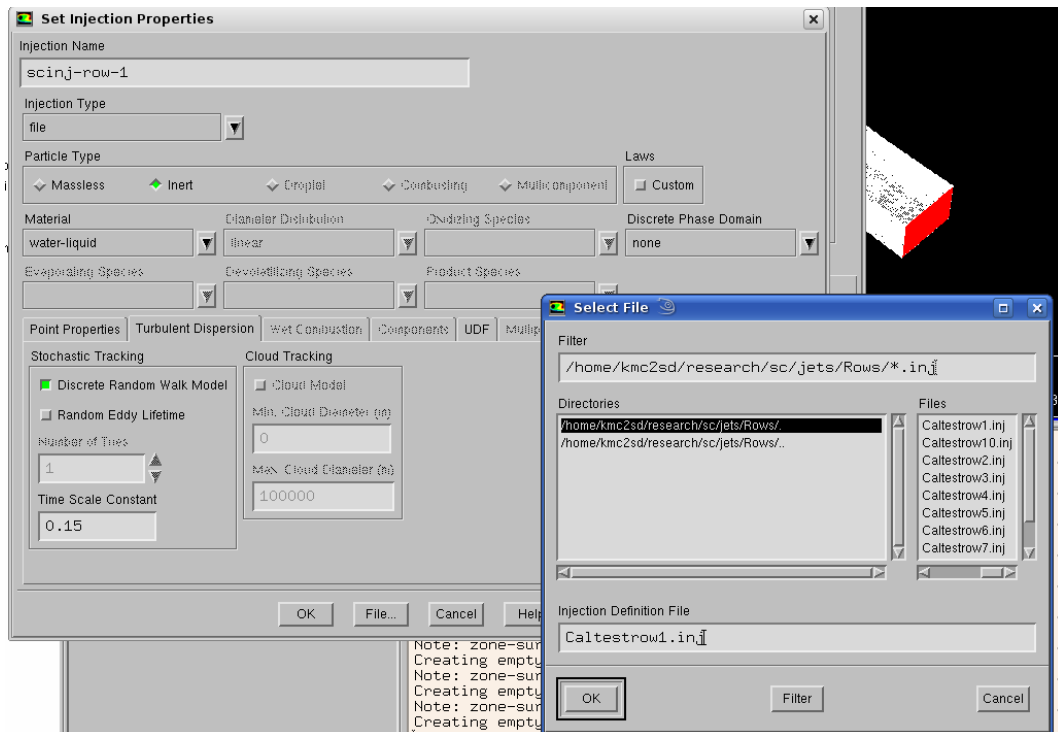 Set Injection Properties
Injection Name
scinj-row-1
Injection Type
file
Particle Type
Laws
Massless
Inert
Droplet
Combusting
Multicomponent
Custom
Material
Diameter Distribution
Oxidizing Species
Discrete Phase Domain
water-liquid
linear
none
Evaporating Species
Devolatilizing Species
Product Species
Point Properties
Turbulent Dispersion
Wet Combustion
Components
UDF
Multip
Stochastic Tracking
Cloud Tracking
Discrete Random Walk Model
Cloud Model
Random Eddy Lifetime
Min. Cloud Diameter (m)
Number of Tries
0
1
Max. Cloud Diameter (m)
Time Scale Constant
100000
0.15
OK
File...
Cancel
Help
Note: zone-sur
Creating empty
Note: zone-sur
Creating empty
Note: zone-sur
Creating empty
Select File
Filter
/home/kmc2sd/research/sc/jets/Rows/*.inj
Directories
Files
/home/kmc2sd/research/sc/jets/Rows/.
/home/kmc2sd/research/sc/jets/Rows/..
Caltestrow1.inj
Caltestrow10.inj
Caltestrow2.inj
Caltestrow3.inj
Caltestrow4.inj
Caltestrow5.inj
Caltestrow6.inj
Caltestrow7.inj
Injection Definition File
Caltestrow1.inj
OK
Filter
Cancel